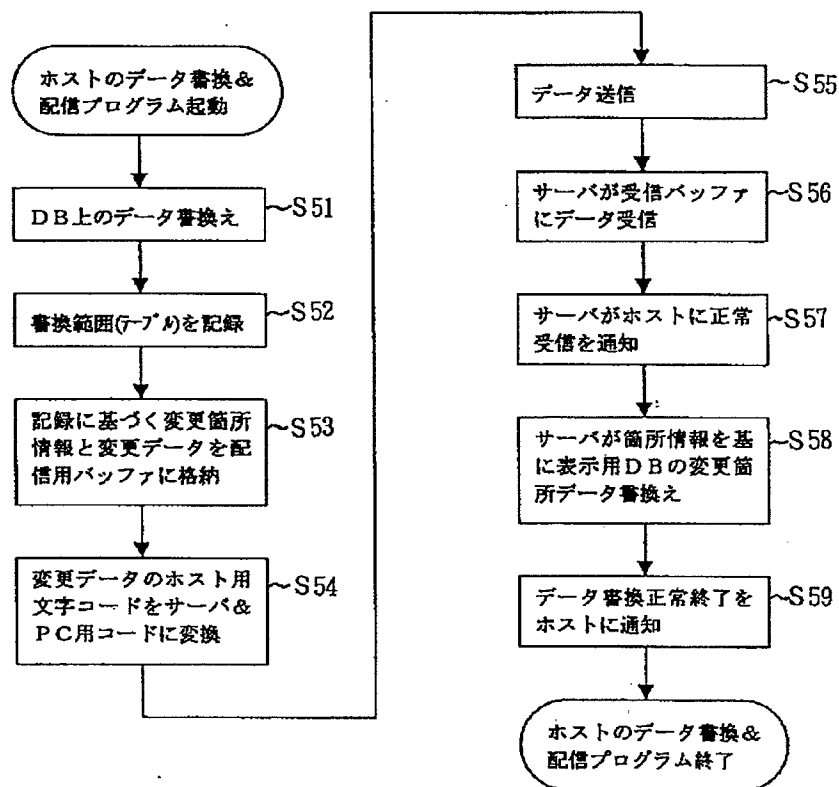 ホストのデータ書換&
配信プログラム起動
DB上のデータ書換え
~S51
書換範囲(テーブル)を記録
~S52
記録に基づく変更箇所
情報と変更データを配
信用バッファに格納
~S53
変更データのホスト用
文字コードをサーバ&
PC用コードに変換
~S54
データ送信
~S55
サーバが受信バッファ
にデータ受信
~S56
サーバがホストに正常
受信を通知
~S57
サーバが箇所情報を基
に表示用DBの変更箇
所データ書換え
~S58
データ書換正常終了を
ホストに通知
~S59
ホストのデータ書換&
配信プログラム終了